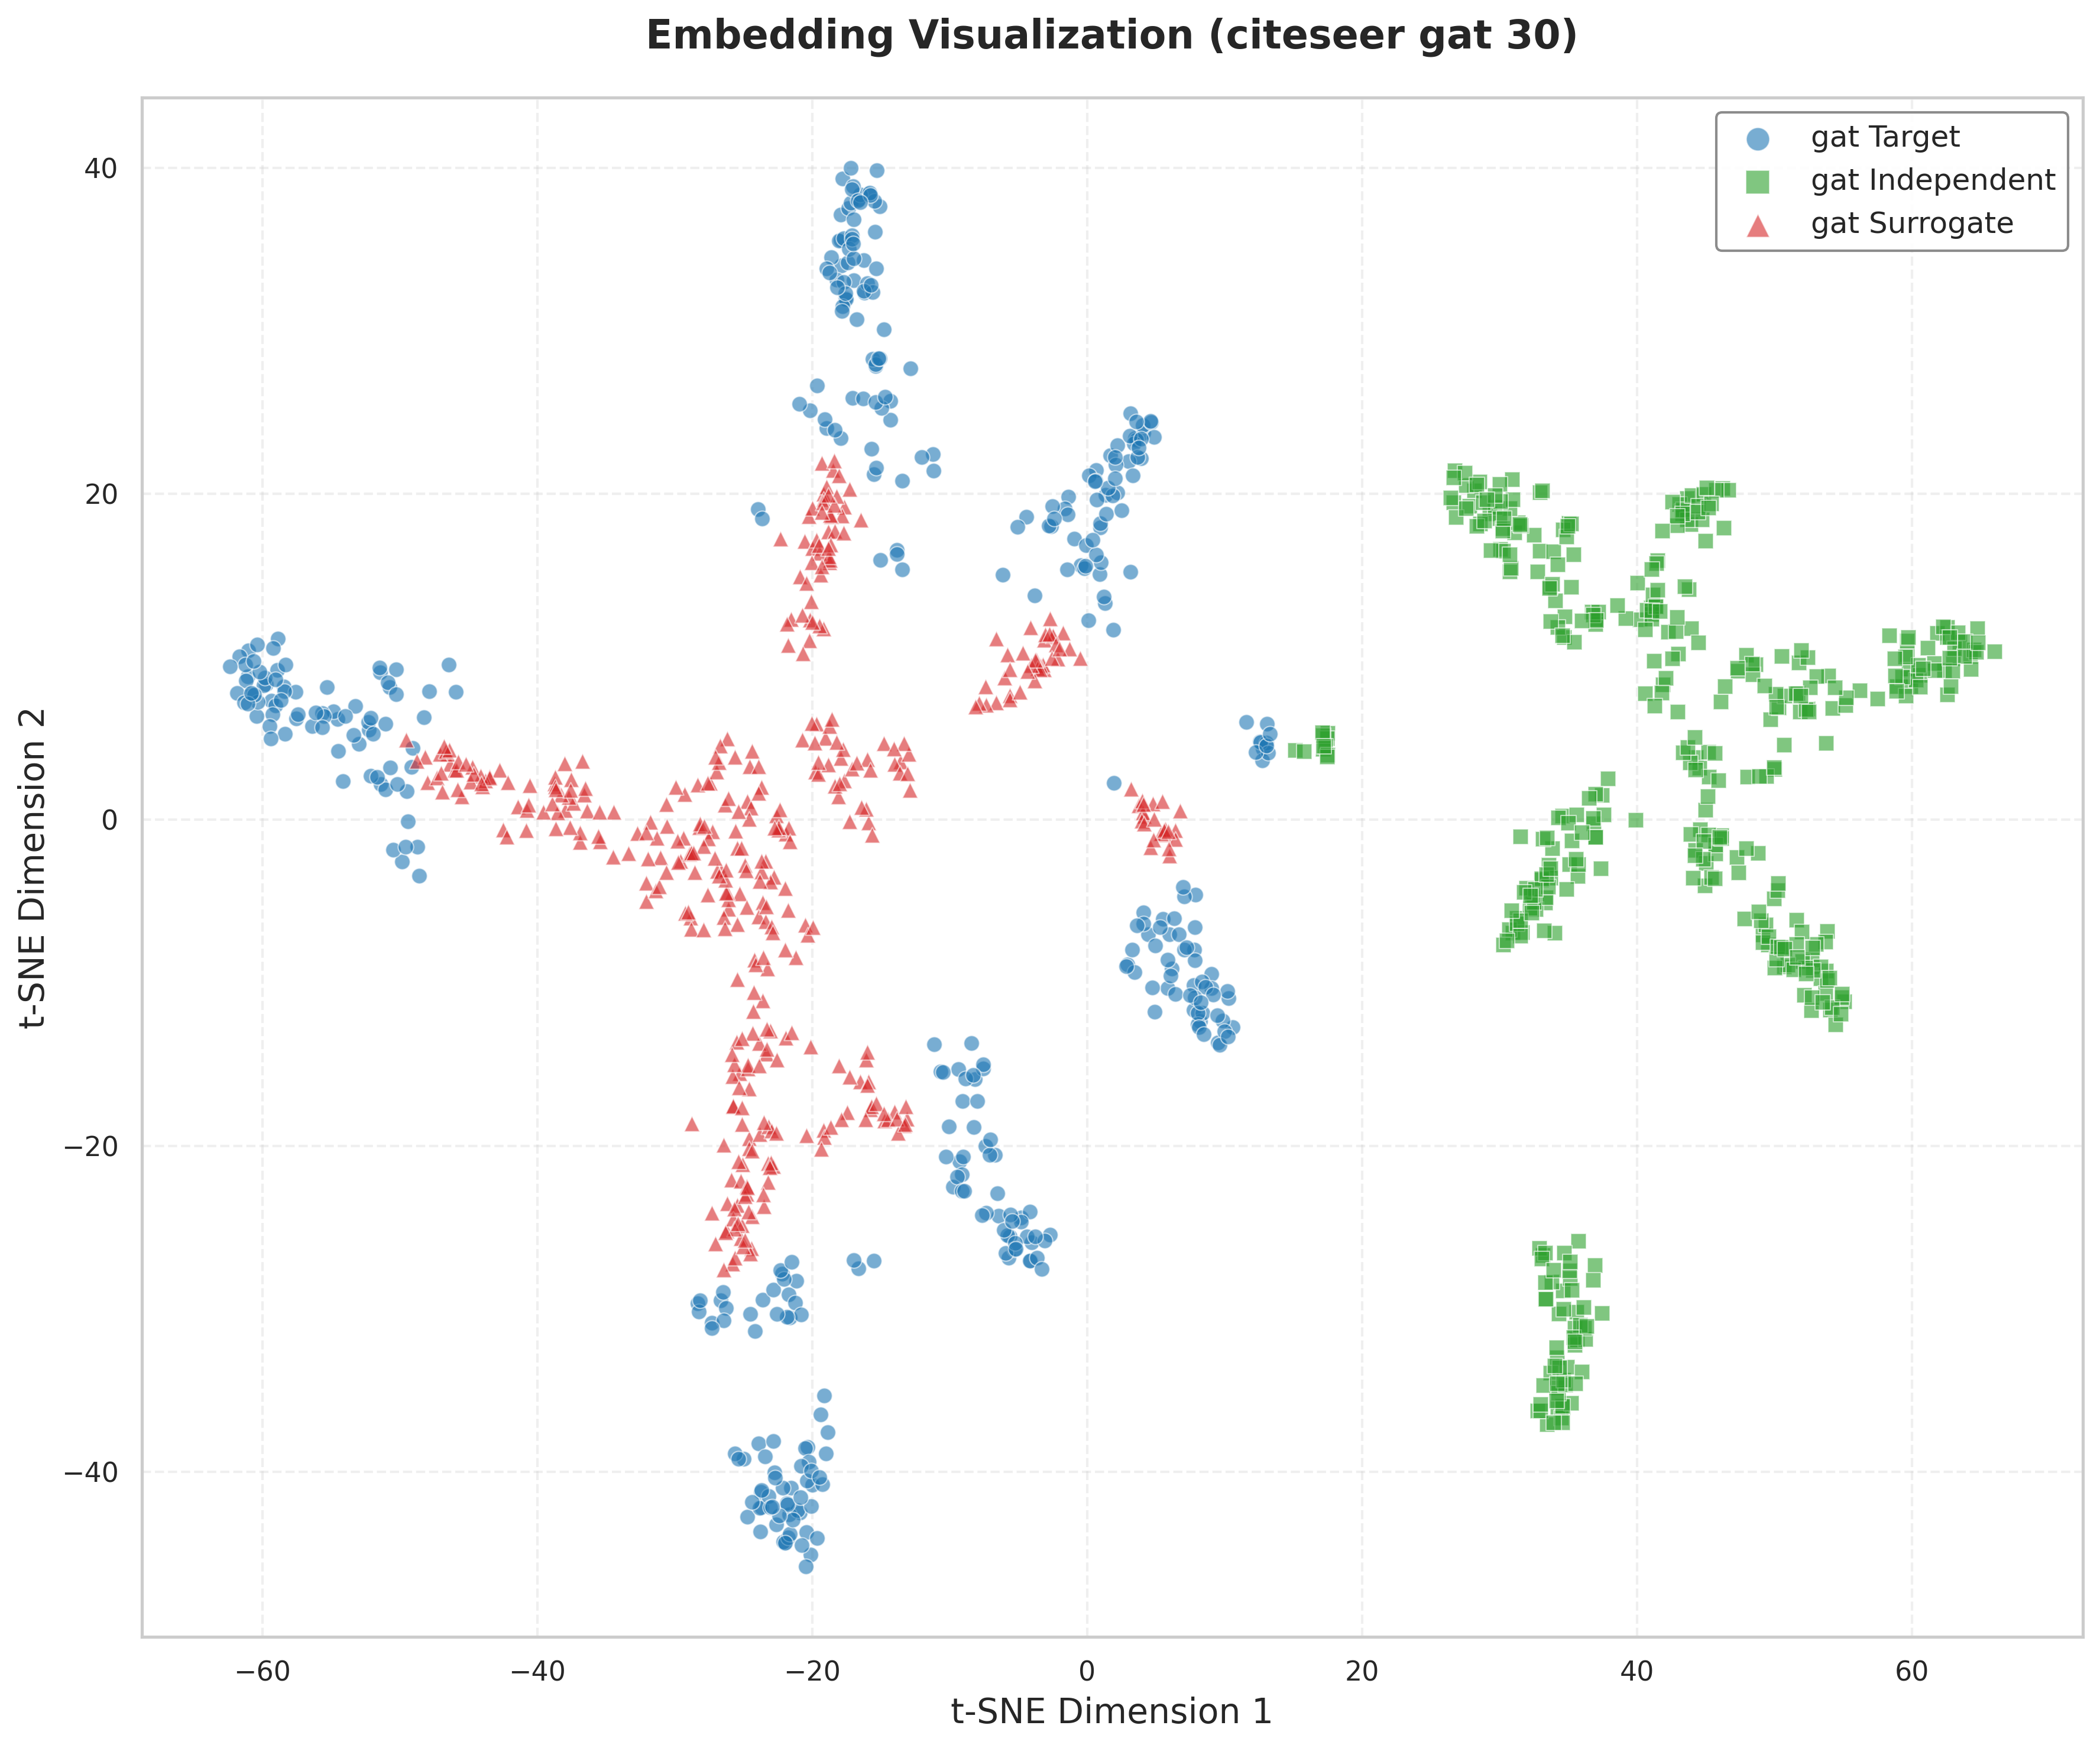 Embedding Visualization (citeseer gat 30)
gat Target
gat Independent
gat Surrogate
40
20
0
−20
−40
t-SNE Dimension 2
−60 −40 −20 0 20 40 60
t-SNE Dimension 1